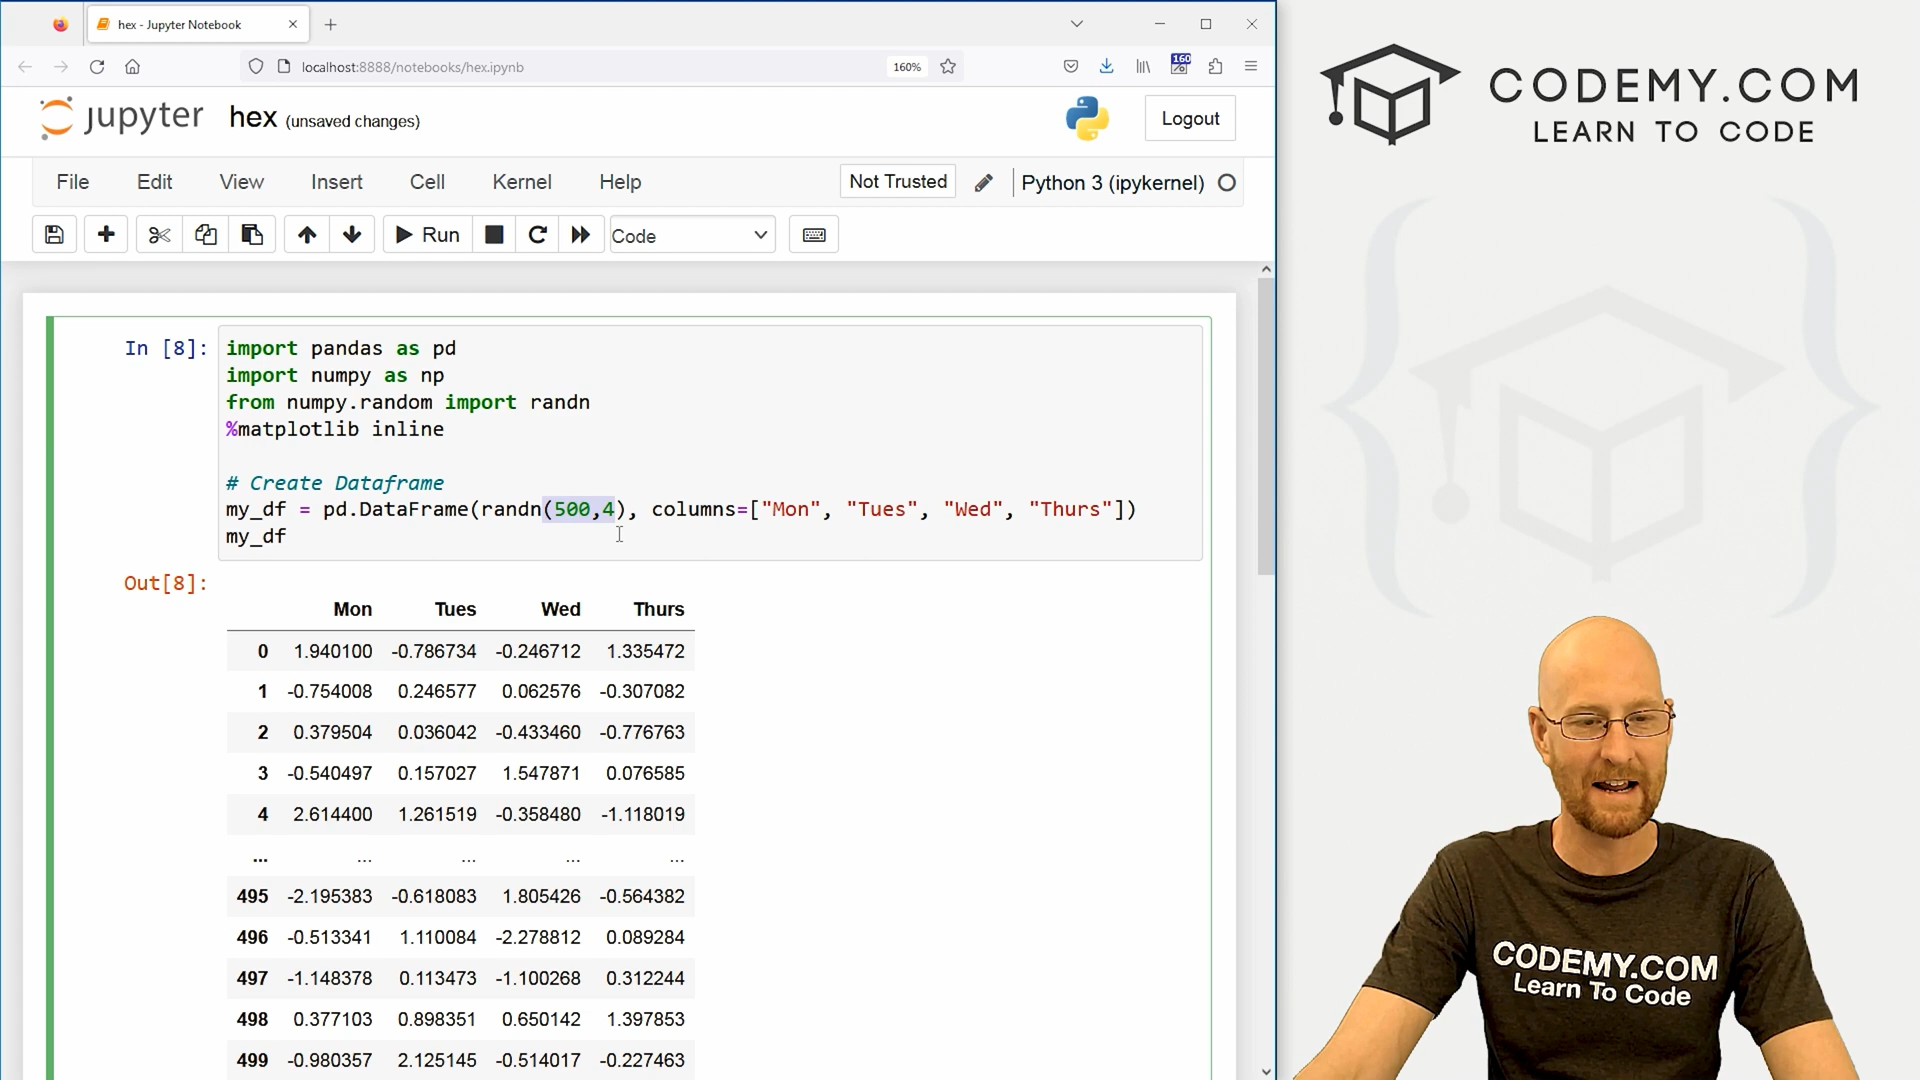 hex - Jupyter Notebook
localhost:8888/notebooks/hex.ipynb
160%
160
jupyter hex (unsaved changes)
Logout
File Edit View Insert Cell Kernel Help
Not Trusted
Python 3 (ipykernel)
Run
Code
In [8]:
import pandas as pd
import numpy as np
from numpy.random import randn
%matplotlib inline
# Create Dataframe
my_df = pd.DataFrame(randn(500,4), columns=["Mon", "Tues", "Wed", "Thurs"])
my_df
Out[8]:
Mon Tues Wed Thurs
0 1.940100 -0.786734 -0.246712 1.335472
1 -0.754008 0.246577 0.062576 -0.307082
2 0.379504 0.036042 -0.433460 -0.776763
3 -0.540497 0.157027 1.547871 0.076585
4 2.614400 1.261519 -0.358480 -1.118019
... ... ... ... ...
495 -2.195383 -0.618083 1.805426 -0.564382
496 -0.513341 1.110084 -2.278812 0.089284
497 -1.148378 0.113473 -1.100268 0.312244
498 0.377103 0.898351 0.650142 1.397853
499 -0.980357 2.125145 -0.514017 -0.227463
CODEMY.COM
LEARN TO CODE
CODEMY.COM
Learn To Code